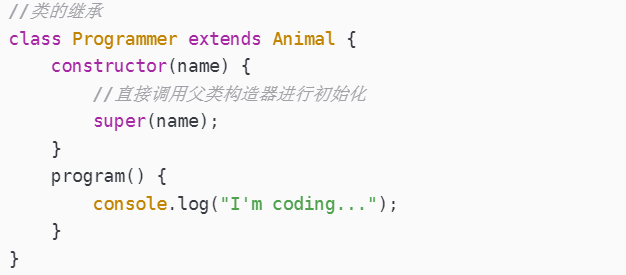 //类的继承
class Programmer extends Animal {
    constructor(name) {
        //直接调用父类构造器进行初始化
        super(name);
    }
    program() {
        console.log("I'm coding...");
    }
}